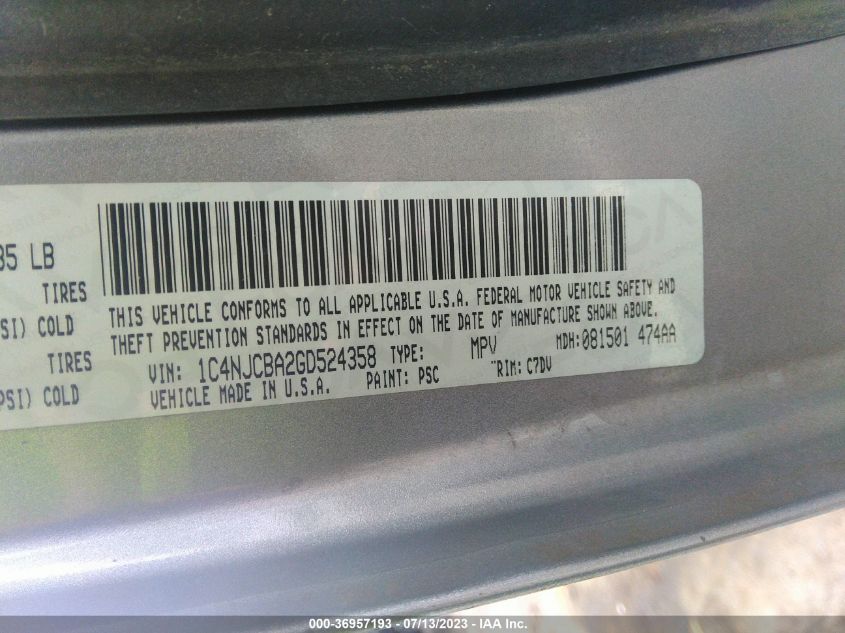 35 LB
TIRES
PSI) COLD
TIRES
PSI) COLD
THIS VEHICLE CONFORMS TO ALL APPLICABLE U.S.A. FEDERAL MOTOR VEHICLE SAFETY AND
THEFT PREVENTION STANDARDS IN EFFECT ON THE DATE OF MANUFACTURE SHOWN ABOVE.
VIN: 1C4NJCBA2GD524358 TYPE: MPV MDH: 081501 474AA
VEHICLE MADE IN U.S.A. PAINT: PSC RIM: C7DV
000-36957193 - 07/13/2023 - IAA Inc.